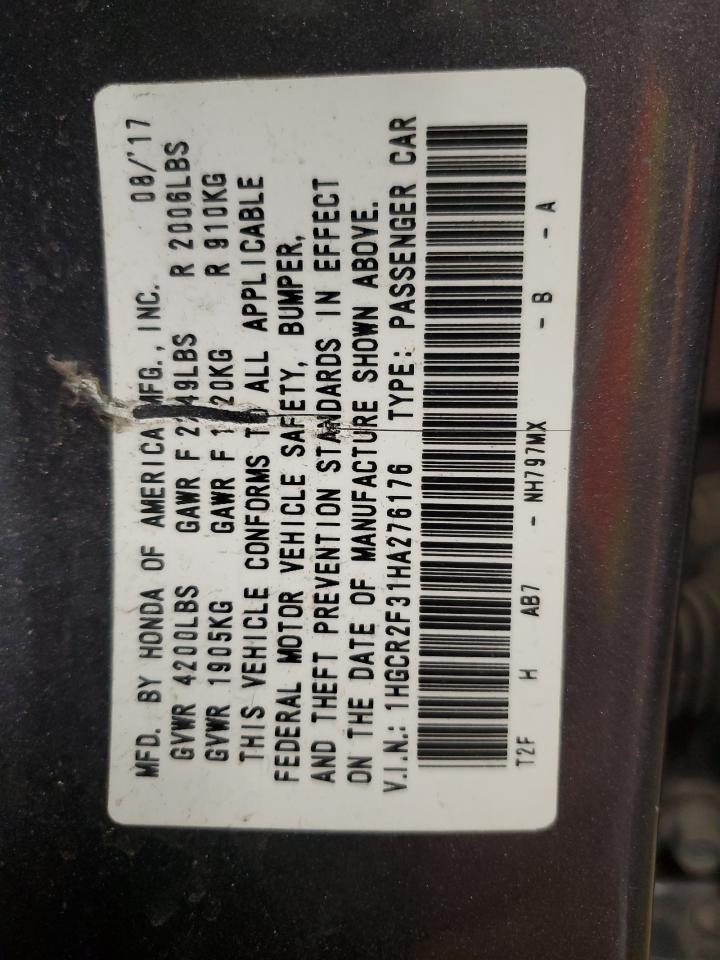 MFD. BY HONDA OF AMERICA MFG., INC. 08/'17
GVWR 4200LBS GAWR F R 2006LBS
GVWR 1905KG GAWR F R 910KG
THIS VEHICLE CONFORMS TO ALL APPLICABLE
FEDERAL MOTOR VEHICLE SAFETY, BUMPER,
AND THEFT PREVENTION STANDARDS IN EFFECT
ON THE DATE OF MANUFACTURE SHOWN ABOVE.
V.I.N.: 1HGCR2F31HA276176 TYPE: PASSENGER CAR
T2F H AB7 - NH797MX - B - A